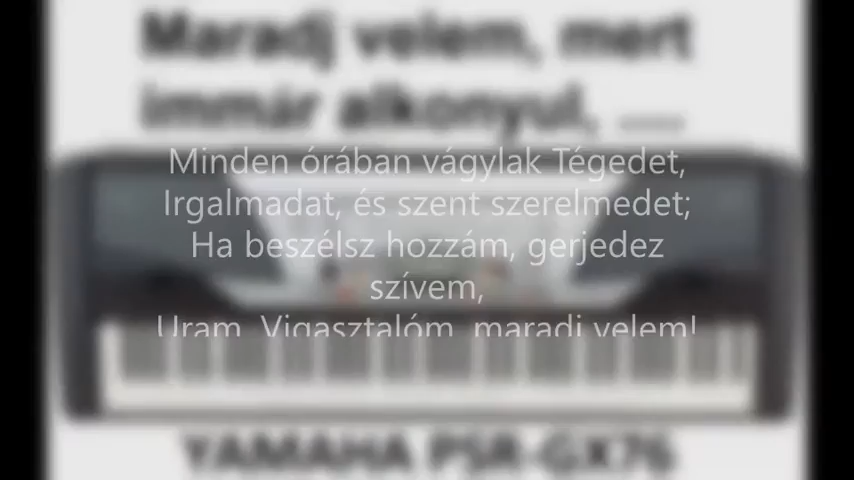 Maradj velem, mert
immár alkonyul, ....
Minden órában vágylak Tégedet,
Irgalmadat, és szent szerelmedet;
Ha beszélsz hozzám, gerjedez
szívem,
Uram, Vigasztalóm, maradj velem!
YAMAHA PSR-GX76